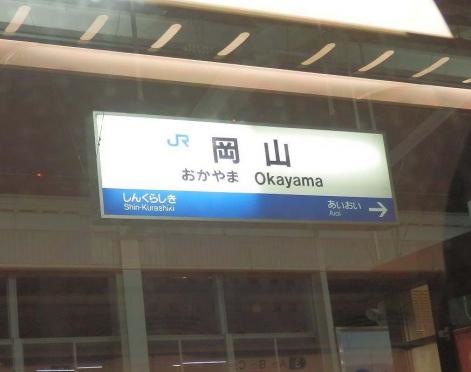 JR 岡山
おかやま Okayama
しんくらしき あいおい →
Shin-Kurashiki Aioi